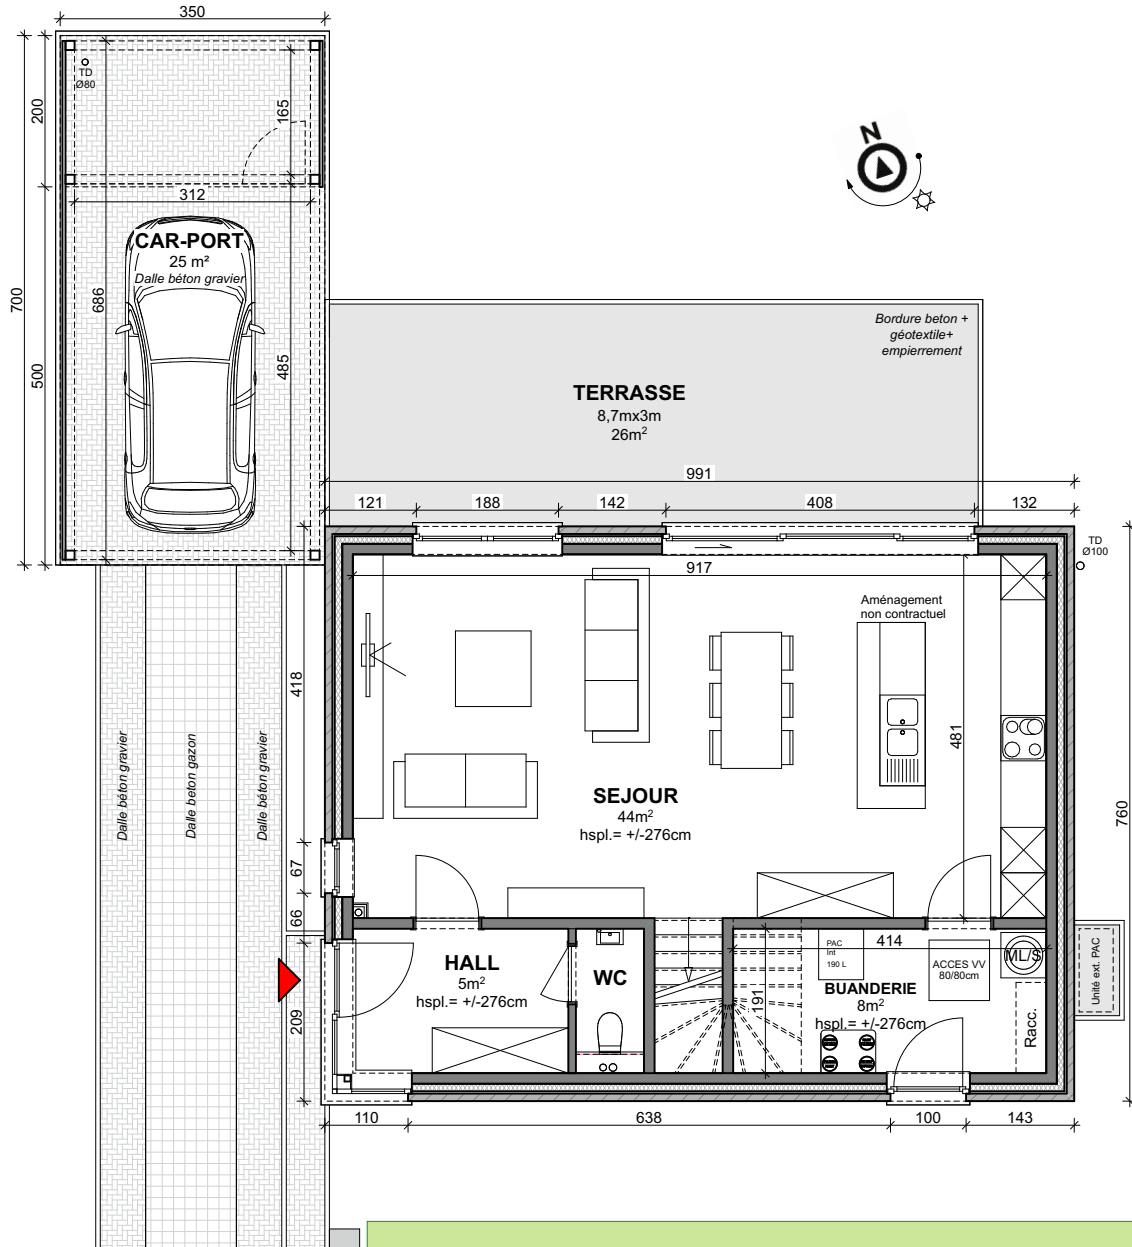 350
200
TD
Ø80
165
N
312
CAR-PORT
25 m²
Dalle béton gravier
700
686
500
485
Bordure beton +
géotextile+
empierrement
TERRASSE
8,7mx3m
26m²
991
121
188
142
408
132
TD
Ø100
917
Aménagement
non contractuel
418
481
Dalle béton gravier
Dalle beton gazon
Dalle béton gravier
SEJOUR
44m²
hspl.= +/-276cm
760
67
66
PAC
Int
190 L
414
ACCES VV
80/80cm
ML/S
Unité ext. PAC
HALL
5m²
hspl.= +/-276cm
WC
191
BUANDERIE
8m²
hspl.= +/-276cm
209
Racc.
110
638
100
143